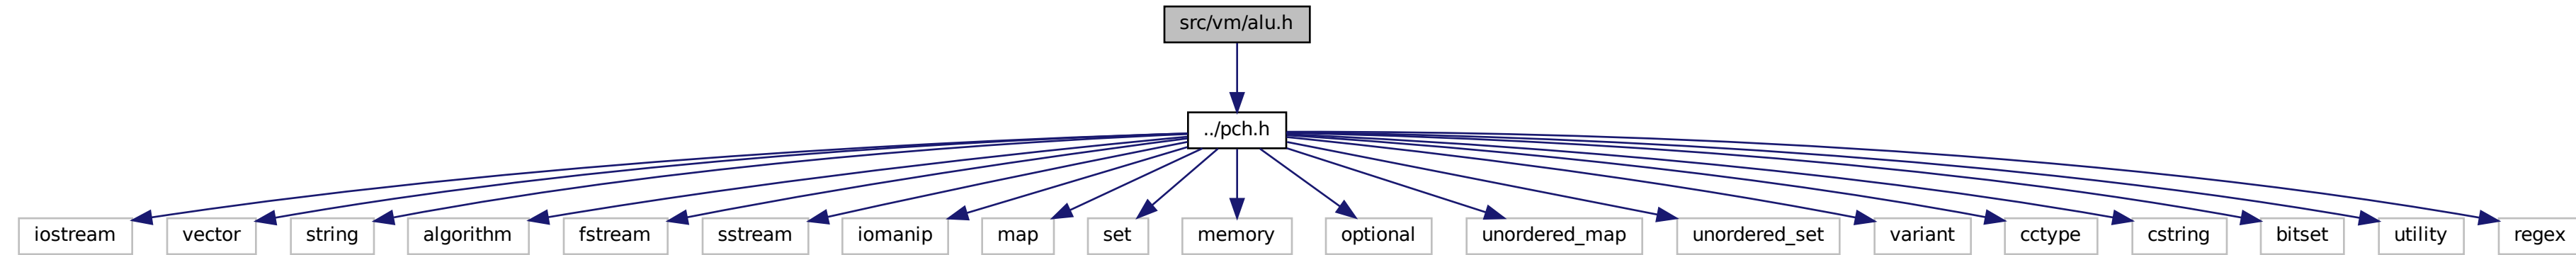 src/vm/alu.h
../pch.h
iostream
vector
string
algorithm
fstream
sstream
iomanip
map
set
memory
optional
unordered_map
unordered_set
variant
cctype
cstring
bitset
utility
regex